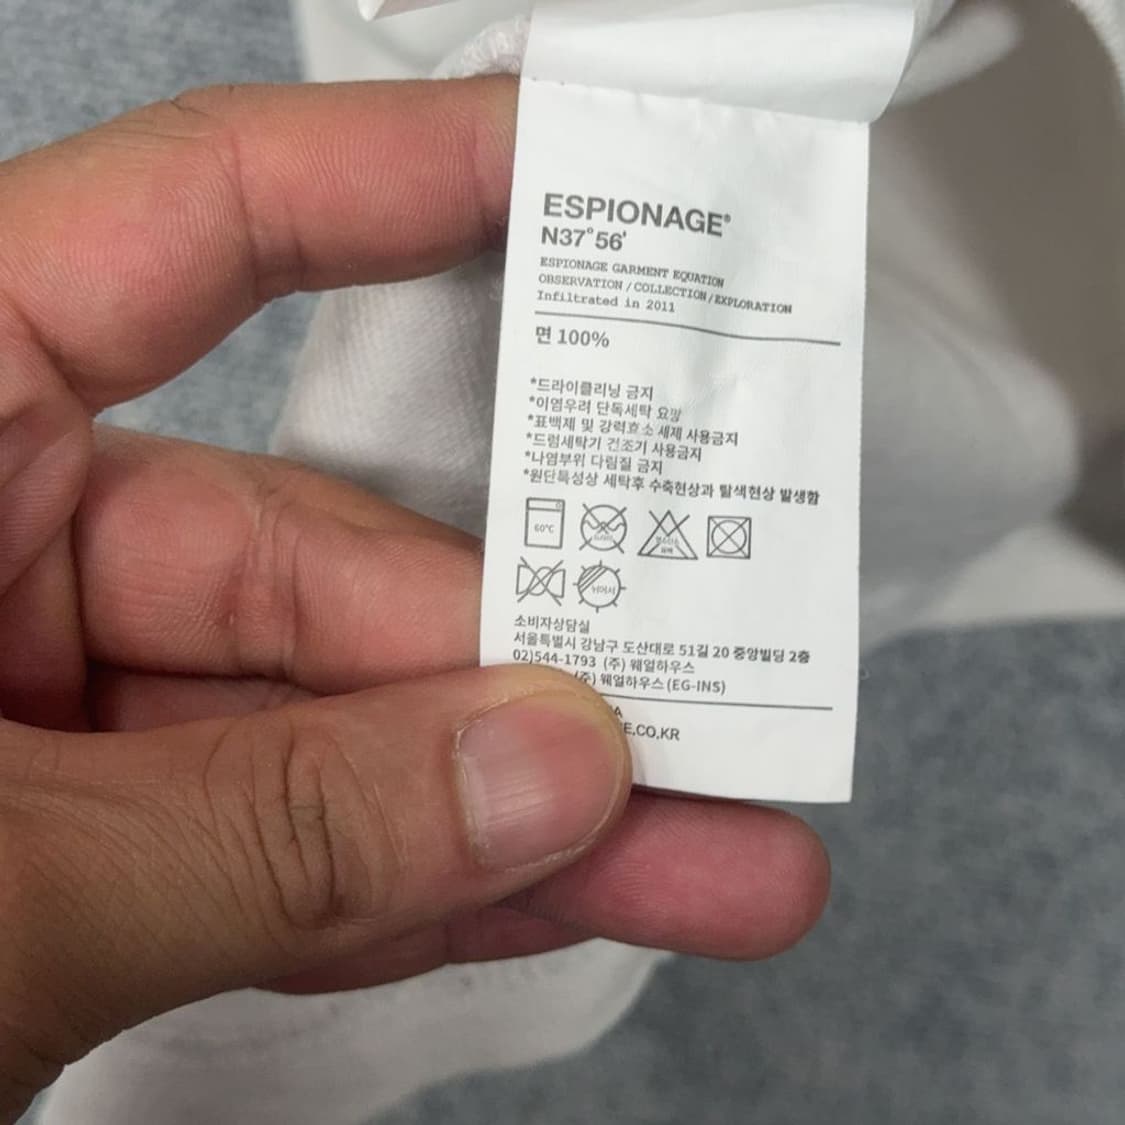 ESPIONAGE®
N37°56'
ESPIONAGE GARMENT EQUATION
OBSERVATION / COLLECTION / EXPLORATION
Infiltrated in 2011
면 100%
*드라이클리닝 금지
*이염우려 단독세탁 요망
*표백제 및 강력효소 세제 사용금지
*드럼세탁기 건조기 사용금지
*나염부위 다림질 금지
*원단특성상 세탁후 수축현상과 탈색현상 발생함
60℃
뉘어서
소비자상담실
서울특별시 강남구 도산대로 51길 20 중앙빌딩 2층
02)544-1793 (주) 웨얼하우스
(주) 웨얼하우스 (EG-INS)
A
E.CO.KR